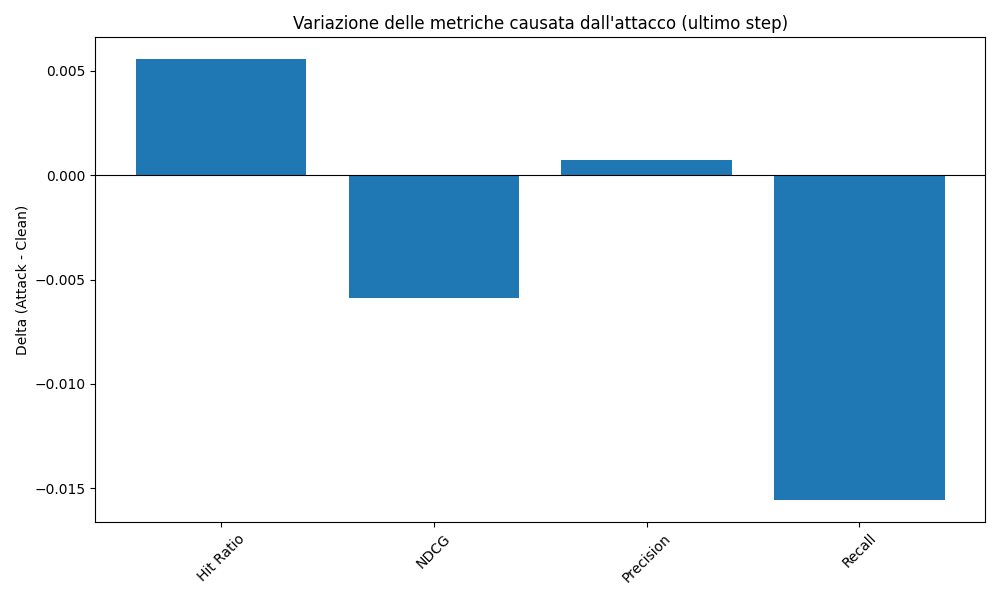 Variazione delle metriche causata dall'attacco (ultimo step)
Delta (Attack - Clean)
0.005
0.000
−0.005
−0.010
−0.015
Hit Ratio
NDCG
Precision
Recall